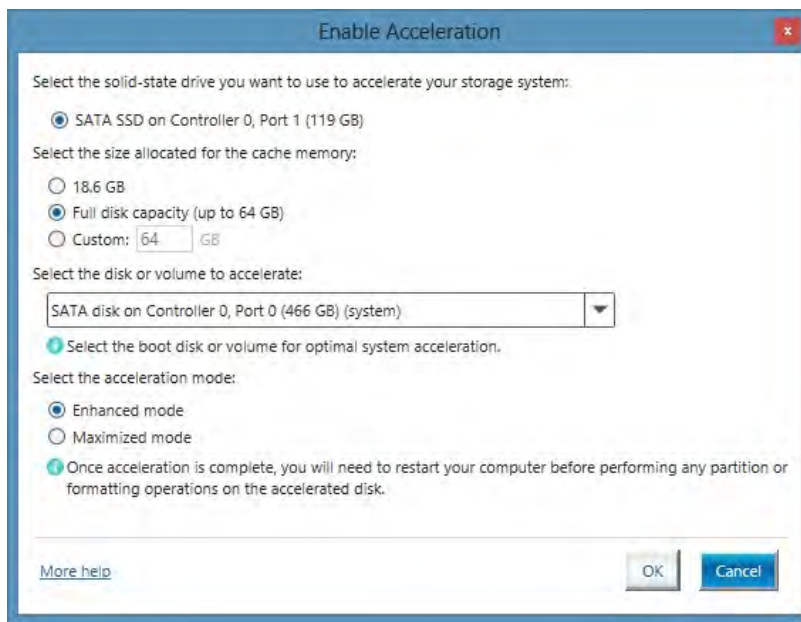 Enable Acceleration
x
Select the solid-state drive you want to use to accelerate your storage system:
SATA SSD on Controller 0, Port 1 (119 GB)
Select the size allocated for the cache memory:
18.6 GB
Full disk capacity (up to 64 GB)
Custom: 64 GB
Select the disk or volume to accelerate:
SATA disk on Controller 0, Port 0 (466 GB) (system)
Select the boot disk or volume for optimal system acceleration.
Select the acceleration mode:
Enhanced mode
Maximized mode
Once acceleration is complete, you will need to restart your computer before performing any partition or
formatting operations on the accelerated disk.
More help OK Cancel